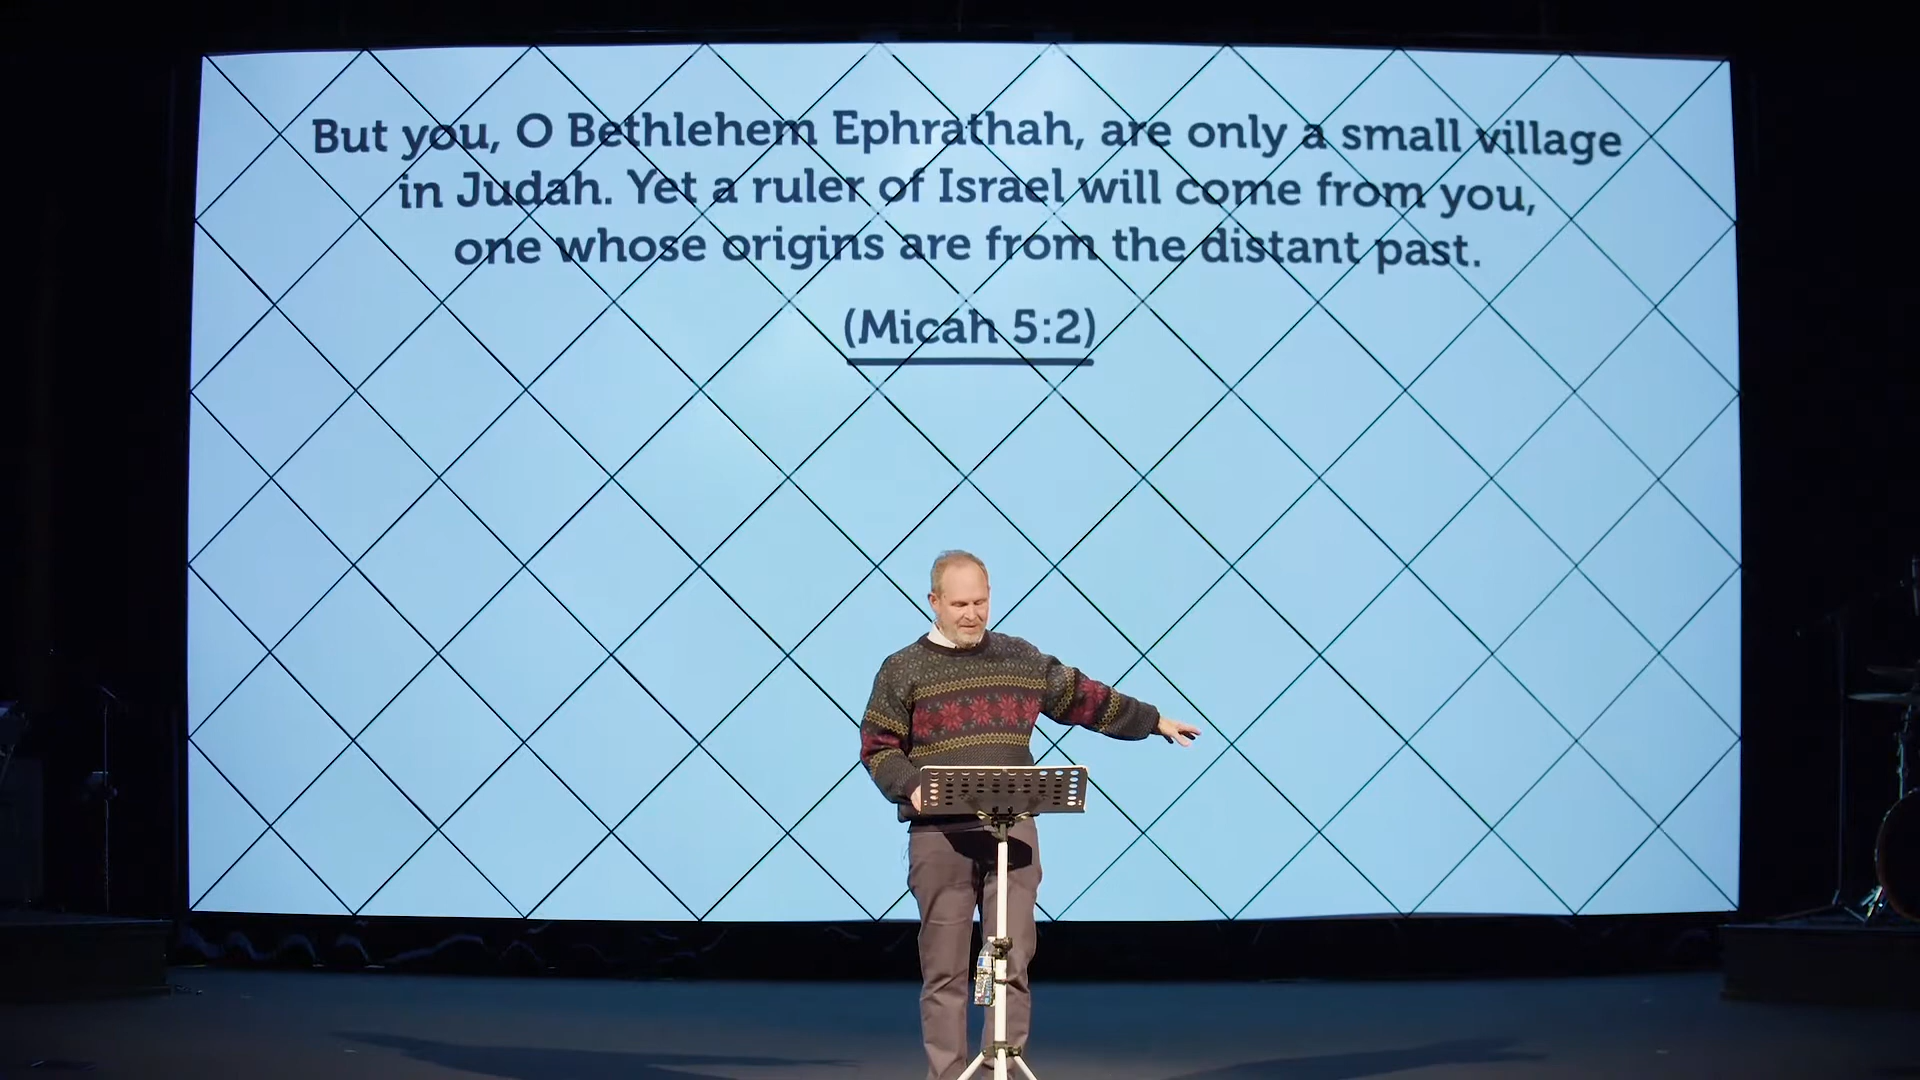 But you, O Bethlehem Ephrathah, are only a small village
in Judah. Yet a ruler of Israel will come from you,
one whose origins are from the distant past.
(Micah 5:2)